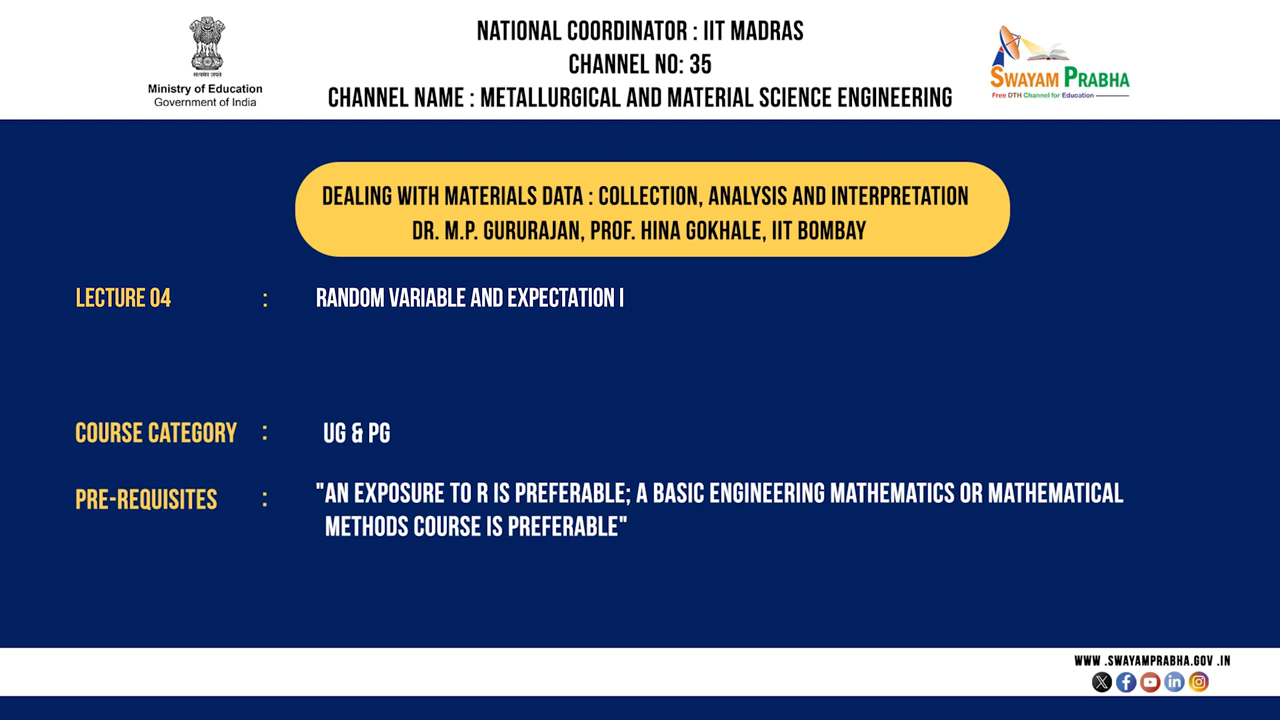 NATIONAL COORDINATOR : IIT MADRAS
CHANNEL NO: 35
CHANNEL NAME : METALLURGICAL AND MATERIAL SCIENCE ENGINEERING
सत्यमेव जयते
Ministry of Education
Government of India
SWAYAM PRABHA
Free DTH Channel for Education
DEALING WITH MATERIALS DATA : COLLECTION, ANALYSIS AND INTERPRETATION
DR. M.P. GURURAJAN, PROF. HINA GOKHALE, IIT BOMBAY
LECTURE 04 : RANDOM VARIABLE AND EXPECTATION I
COURSE CATEGORY : UG & PG
PRE-REQUISITES : "AN EXPOSURE TO R IS PREFERABLE; A BASIC ENGINEERING MATHEMATICS OR MATHEMATICAL
METHODS COURSE IS PREFERABLE"
WWW .SWAYAMPRABHA.GOV .IN